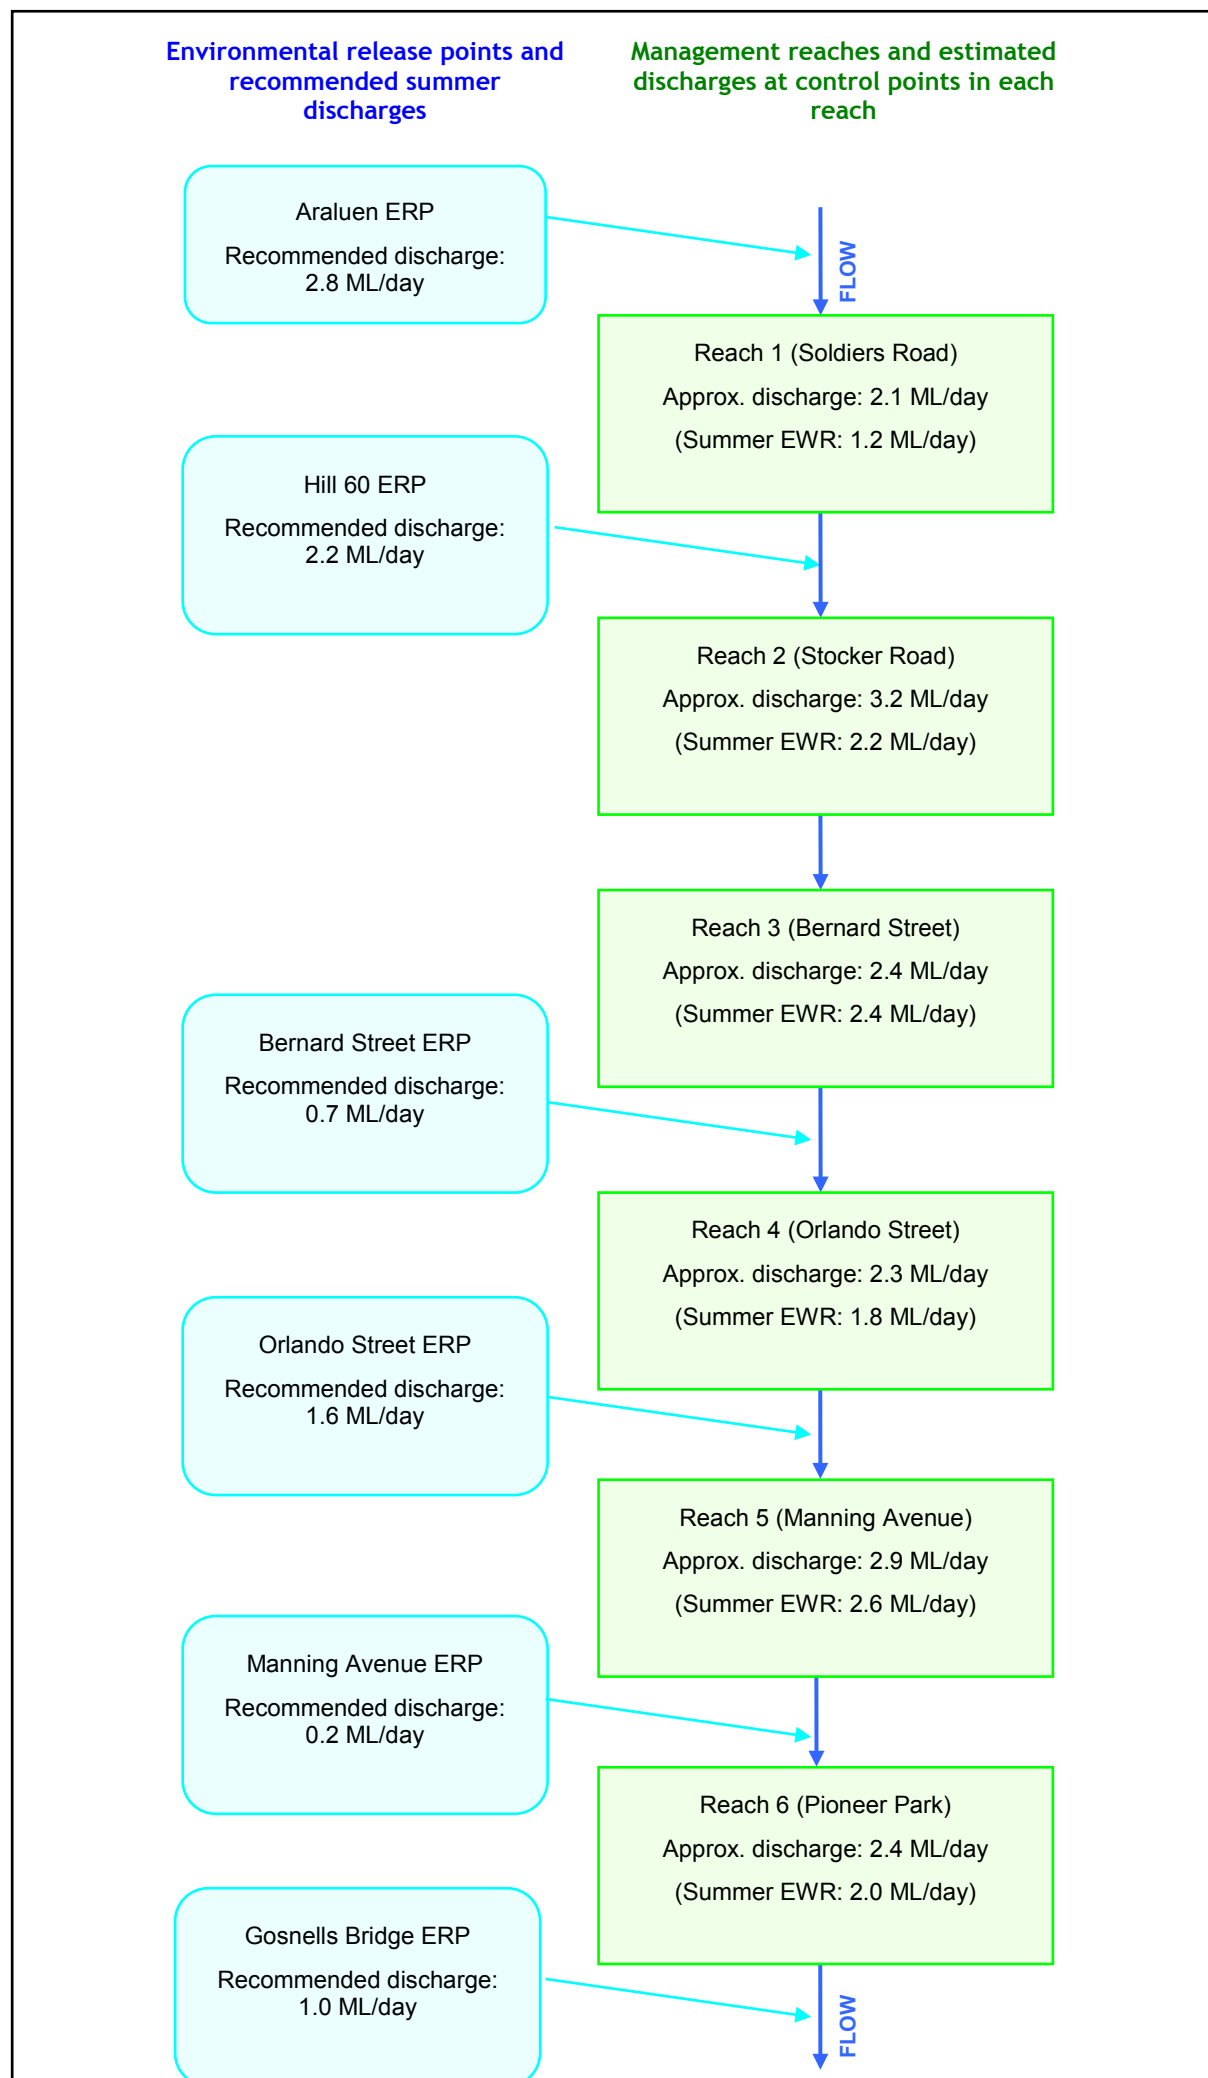 Environmental release points and
recommended summer
discharges
Management reaches and estimated
discharges at control points in each
reach
Araluen ERP
Recommended discharge:
2.8 ML/day
FLOW
Reach 1 (Soldiers Road)
Approx. discharge: 2.1 ML/day
(Summer EWR: 1.2 ML/day)
Hill 60 ERP
Recommended discharge:
2.2 ML/day
Reach 2 (Stocker Road)
Approx. discharge: 3.2 ML/day
(Summer EWR: 2.2 ML/day)
Reach 3 (Bernard Street)
Approx. discharge: 2.4 ML/day
(Summer EWR: 2.4 ML/day)
Bernard Street ERP
Recommended discharge:
0.7 ML/day
Reach 4 (Orlando Street)
Approx. discharge: 2.3 ML/day
(Summer EWR: 1.8 ML/day)
Orlando Street ERP
Recommended discharge:
1.6 ML/day
Reach 5 (Manning Avenue)
Approx. discharge: 2.9 ML/day
(Summer EWR: 2.6 ML/day)
Manning Avenue ERP
Recommended discharge:
0.2 ML/day
Reach 6 (Pioneer Park)
Approx. discharge: 2.4 ML/day
(Summer EWR: 2.0 ML/day)
Gosnells Bridge ERP
Recommended discharge:
1.0 ML/day
FLOW